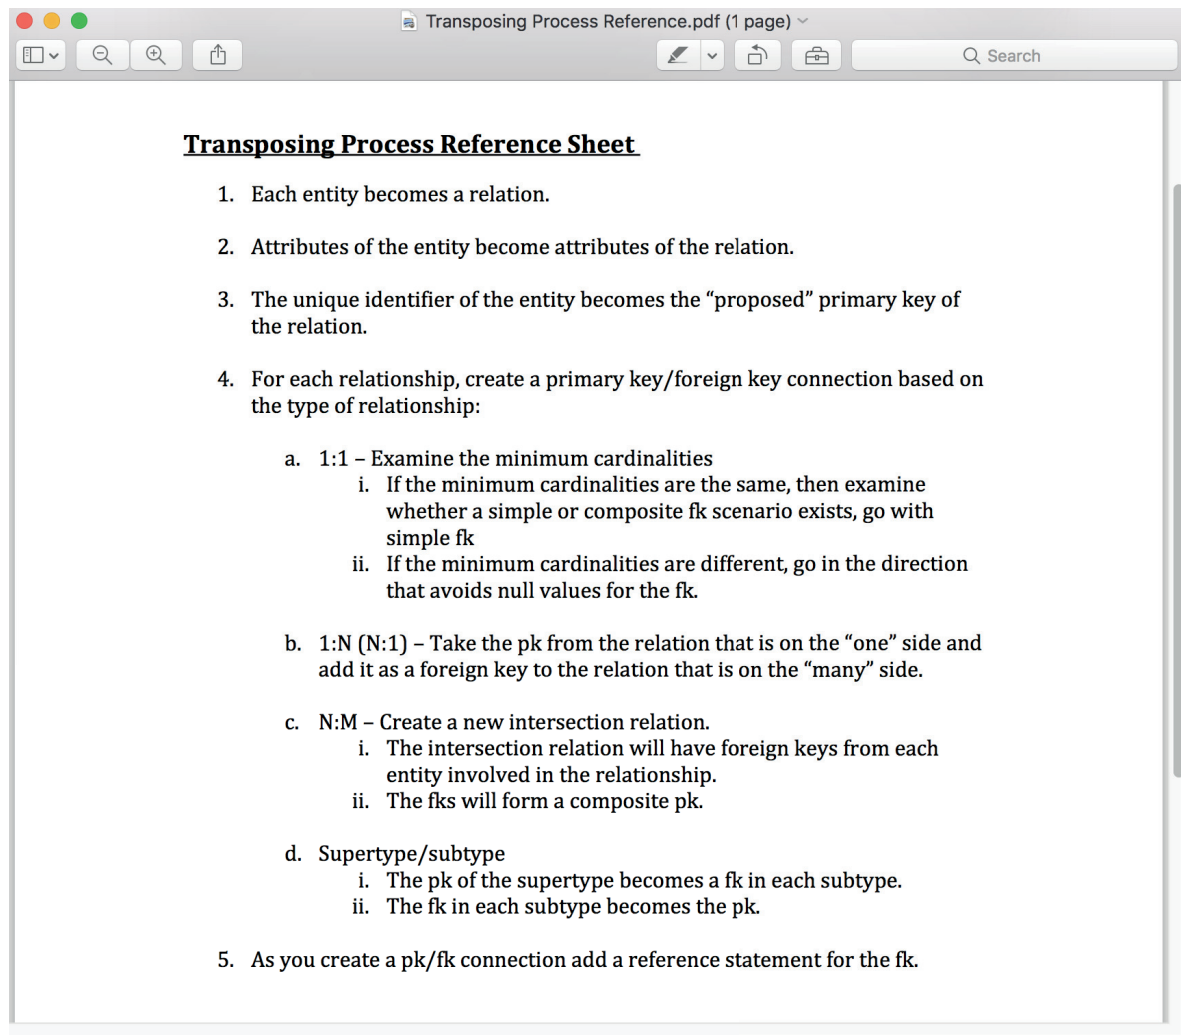 Transposing Process Reference.pdf (1 page)
Search
Transposing Process Reference Sheet
1. Each entity becomes a relation.
2. Attributes of the entity become attributes of the relation.
3. The unique identifier of the entity becomes the “proposed” primary key of
the relation.
4. For each relationship, create a primary key/foreign key connection based on
the type of relationship:
a. 1:1 – Examine the minimum cardinalities
i. If the minimum cardinalities are the same, then examine
whether a simple or composite fk scenario exists, go with
simple fk
ii. If the minimum cardinalities are different, go in the direction
that avoids null values for the fk.
b. 1:N (N:1) – Take the pk from the relation that is on the “one” side and
add it as a foreign key to the relation that is on the “many” side.
c. N:M – Create a new intersection relation.
i. The intersection relation will have foreign keys from each
entity involved in the relationship.
ii. The fks will form a composite pk.
d. Supertype/subtype
i. The pk of the supertype becomes a fk in each subtype.
ii. The fk in each subtype becomes the pk.
5. As you create a pk/fk connection add a reference statement for the fk.